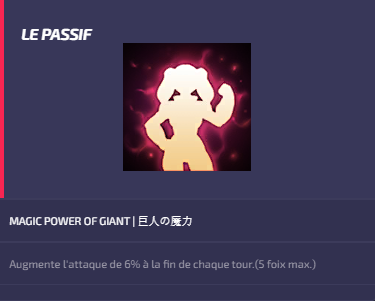 LE PASSIF
MAGIC POWER OF GIANT | 巨人の魔力
Augmente l'attaque de 6% à la fin de chaque tour.(5 foix max.)